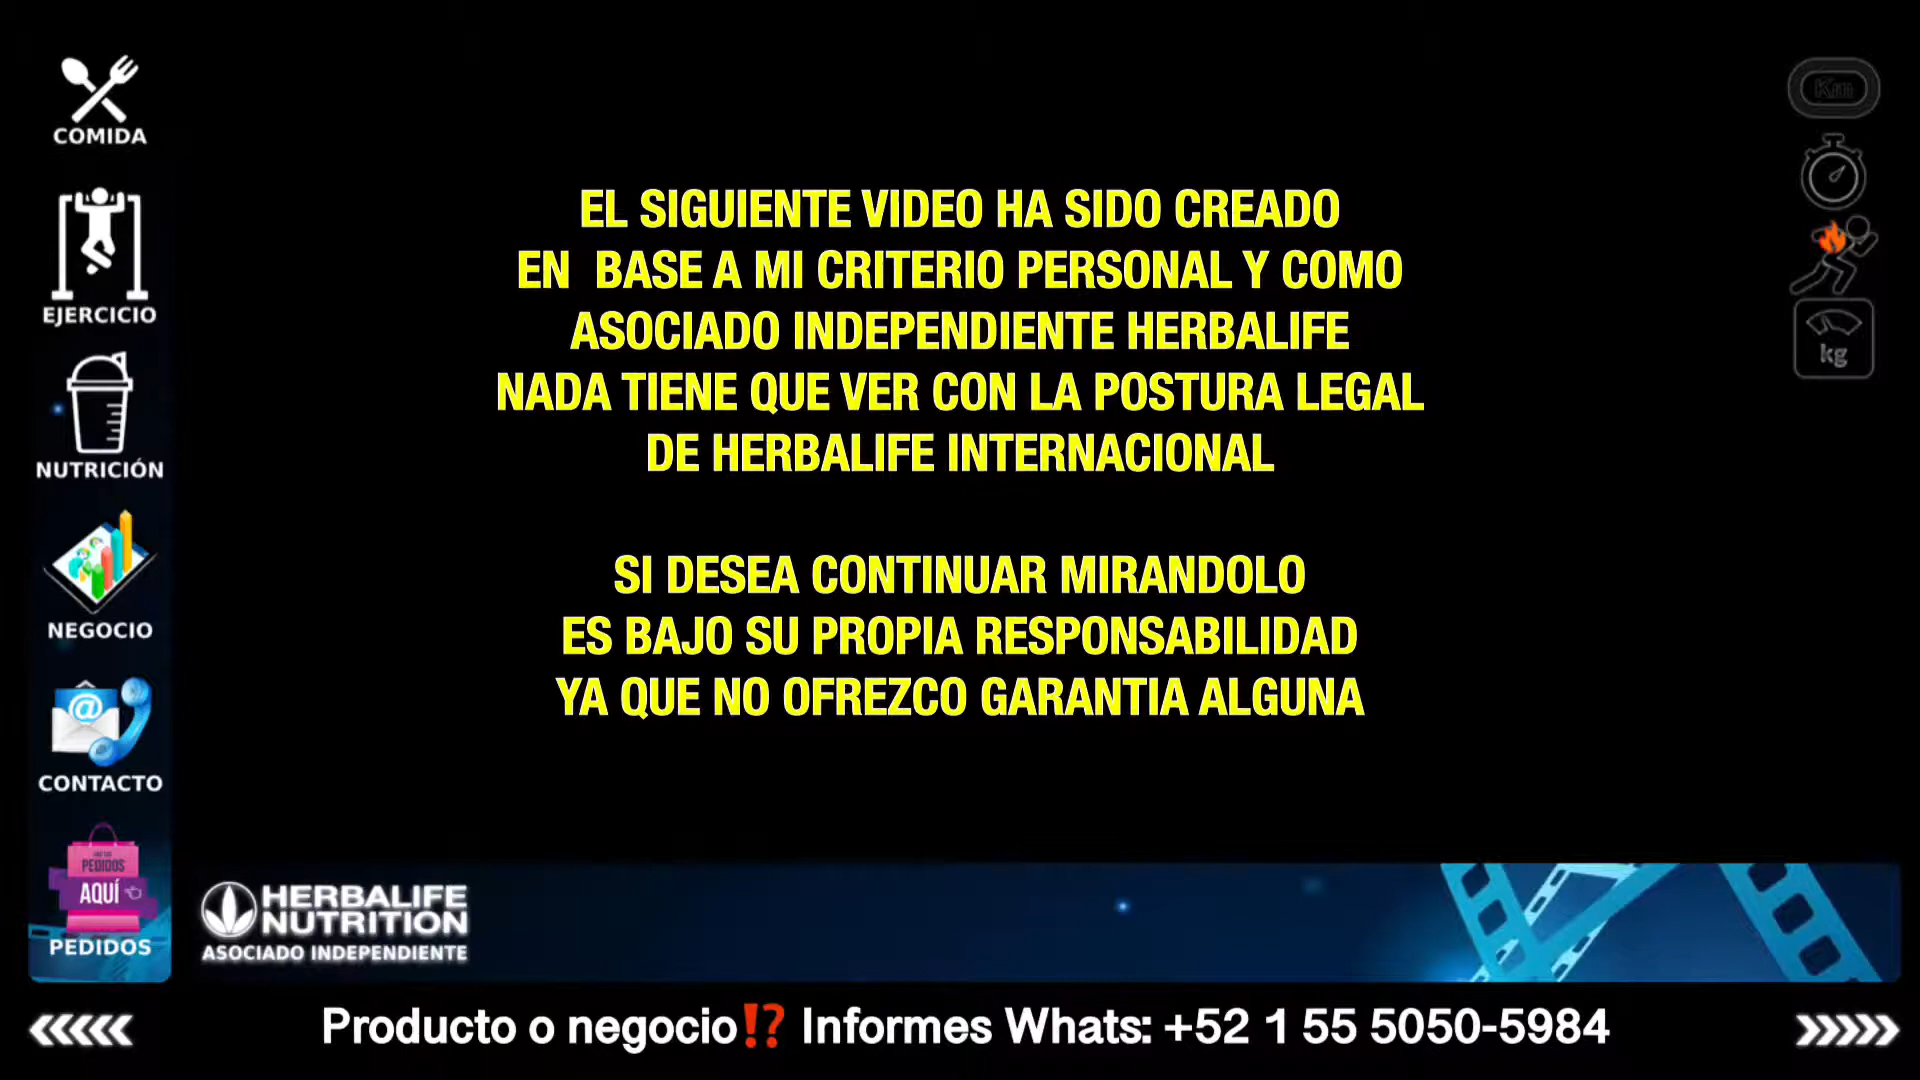 COMIDA
EJERCICIO
NUTRICIÓN
NEGOCIO
CONTACTO
PEDIDOS
AQUÍ
PEDIDOS
Km
kg
EL SIGUIENTE VIDEO HA SIDO CREADO
EN BASE A MI CRITERIO PERSONAL Y COMO
ASOCIADO INDEPENDIENTE HERBALIFE
NADA TIENE QUE VER CON LA POSTURA LEGAL
DE HERBALIFE INTERNACIONAL
SI DESEA CONTINUAR MIRANDOLO
ES BAJO SU PROPIA RESPONSABILIDAD
YA QUE NO OFREZCO GARANTIA ALGUNA
HERBALIFE
NUTRITION
ASOCIADO INDEPENDIENTE
Producto o negocio⁉️ Informes Whats: +52 1 55 5050-5984